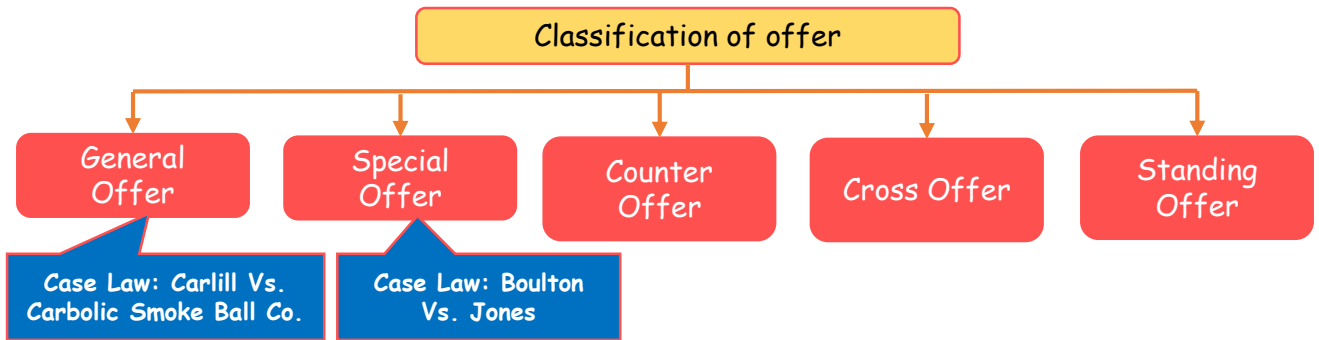 Classification of offer
General
Offer
Special
Offer
Counter
Offer
Cross Offer
Standing
Offer
Case Law: Carlill Vs.
Carbolic Smoke Ball Co.
Case Law: Boulton
Vs. Jones